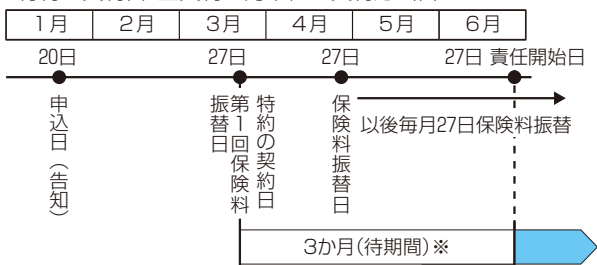 1月 2月 3月 4月 5月 6月
20日 27日 27日 27日 責任開始日
申込日（告知）
特約の契約日
第1回保険料
振替日
保険料振替日
以後毎月27日保険料振替
3か月(待期間)※